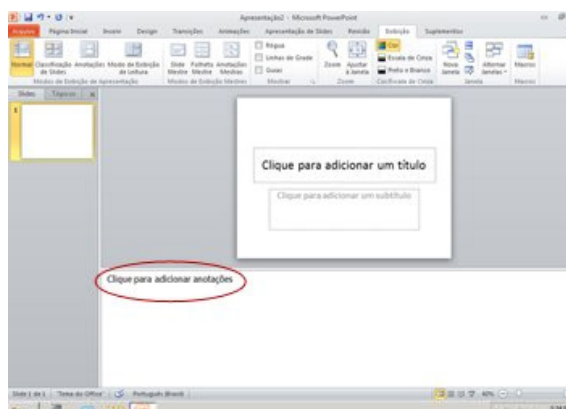 Apresentação2 - Microsoft PowerPoint
Arquivo Página Inicial Inserir Design Transições Animações Apresentação de Slides Revisão Exibição Suplementos
Normal Classificação de Slides Anotações Modo de Exibição de Leitura Slide Mestre Folheto Mestre Anotações Mestras Régua Linhas de Grade Guias Zoom Ajustar à Janela Cor Escala de Cinza Preto e Branco Nova Janela Alternar Janelas Macros
Modos de Exibição de Apresentação Modos de Exibição Mestres Mostrar Zoom Cor/Escala de Cinza Janela Macros
Slides Tópicos
1
Clique para adicionar um título
Clique para adicionar um subtítulo
Clique para adicionar anotações
Slide 1 de 1 "Tema do Office" Português (Brasil) 40%